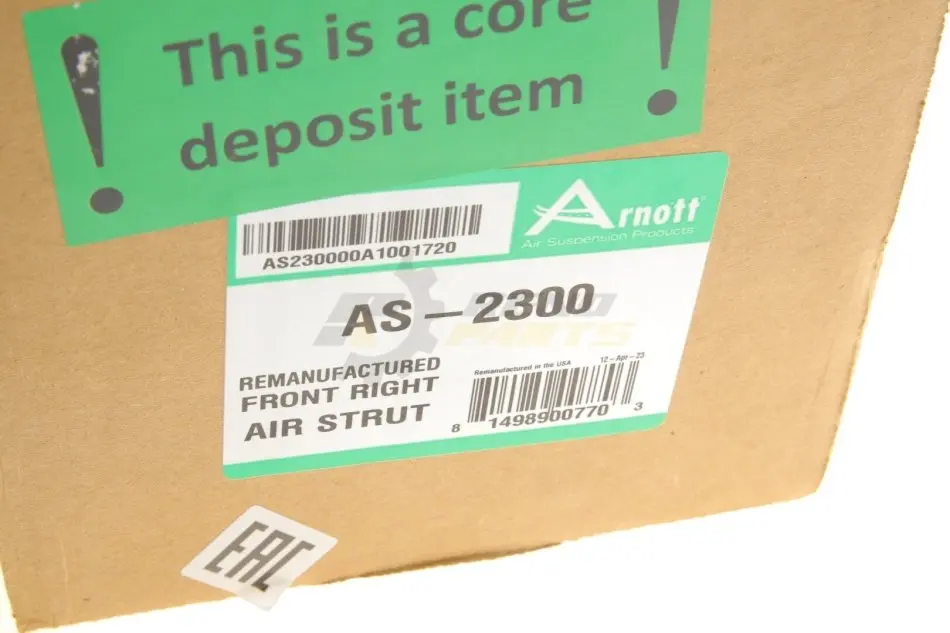 This is a core
deposit item
Arnott®
Air Suspension Products
AS230000A1001720
AS-2300
REMANUFACTURED
FRONT RIGHT
AIR STRUT
Remanufactured in the USA 12-Apr-23
8 1498900770 3
EAC
PARTS